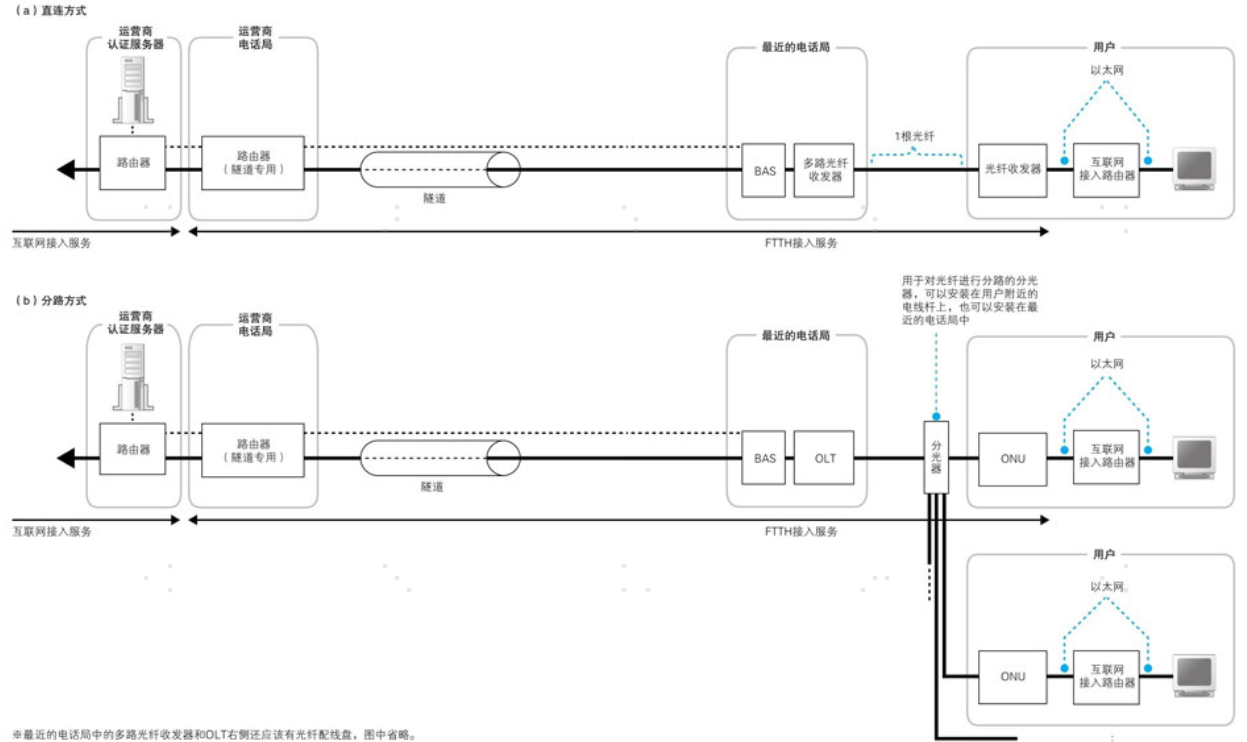 （a）直连方式
运营商
认证服务器
运营商
电话局
最近的电话局
用户
以太网
1根光纤
路由器
路由器
（隧道专用）
BAS
多路光纤
收发器
光纤收发器
互联网
接入路由器
隧道
互联网接入服务
FTTH接入服务
用于对光纤进行分路的分光
器，可以安装在用户附近的
电线杆上，也可以安装在最
近的电话局中
（b）分路方式
运营商
认证服务器
运营商
电话局
最近的电话局
用户
以太网
路由器
路由器
（隧道专用）
BAS
OLT
分光器
ONU
互联网
接入路由器
隧道
互联网接入服务
FTTH接入服务
用户
以太网
ONU
互联网
接入路由器
※最近的电话局中的多路光纤收发器和OLT右侧还应该有光纤配线盘，图中省略。